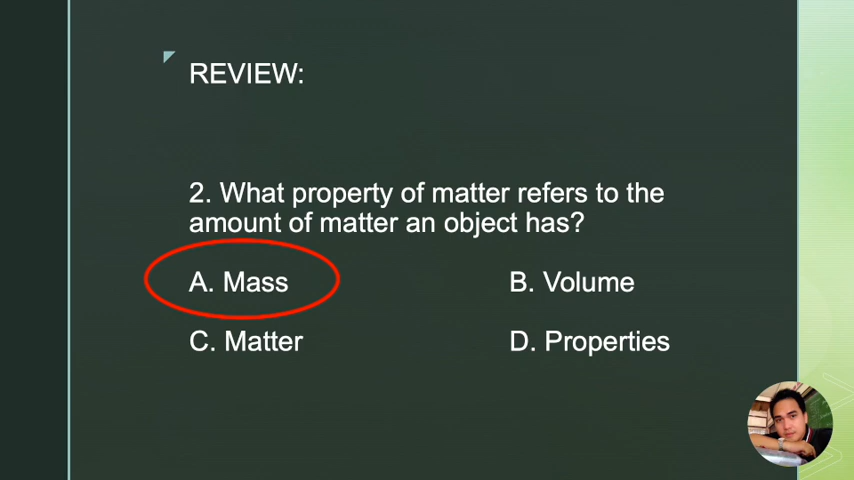 REVIEW:
2. What property of matter refers to the
amount of matter an object has?
A. Mass
B. Volume
C. Matter
D. Properties